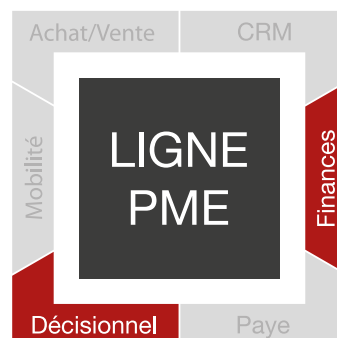 Achat/Vente
CRM
Mobilité
LIGNE
PME
Finances
Décisionnel
Paye